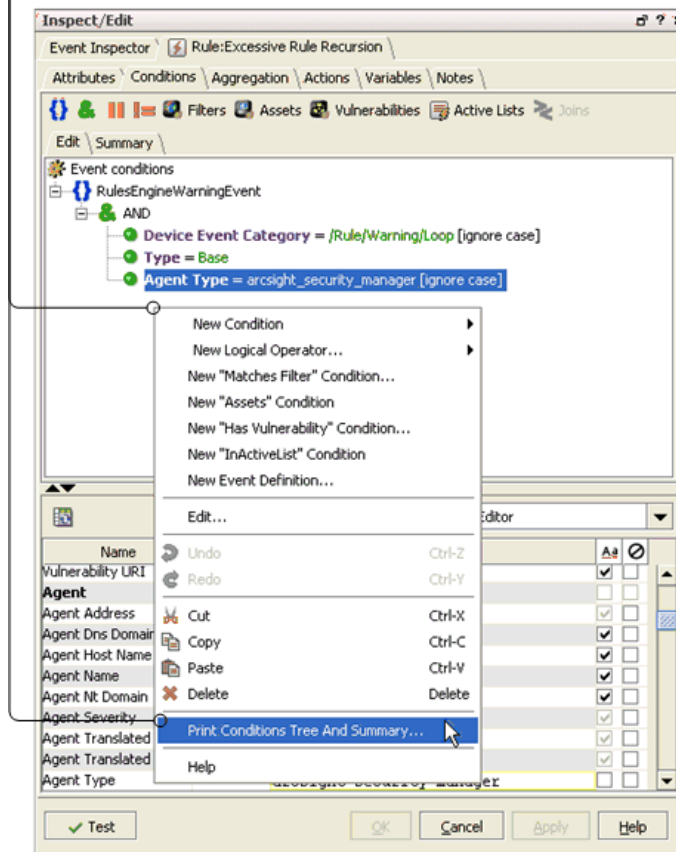 Inspect/Edit
Event Inspector Rule:Excessive Rule Recursion
Attributes Conditions Aggregation Actions Variables Notes
Filters Assets Vulnerabilities Active Lists Joins
Edit Summary
Event conditions
RulesEngineWarningEvent
AND
Device Event Category = /Rule/Warning/Loop [ignore case]
Type = Base
Agent Type = arcsight_security_manager [ignore case]
New Condition
New Logical Operator...
New "Matches Filter" Condition...
New "Assets" Condition
New "Has Vulnerability" Condition...
New "InActiveList" Condition
New Event Definition...
Edit...
Undo Ctrl-Z
Redo Ctrl-Y
Cut Ctrl-X
Copy Ctrl-C
Paste Ctrl-V
Delete Delete
Print Conditions Tree And Summary...
Help
Editor
Name Aa
Vulnerability URI
Agent
Agent Address
Agent Dns Domain
Agent Host Name
Agent Name
Agent Nt Domain
Agent Severity
Agent Translated
Agent Translated
Agent Type
Test OK Cancel Apply Help